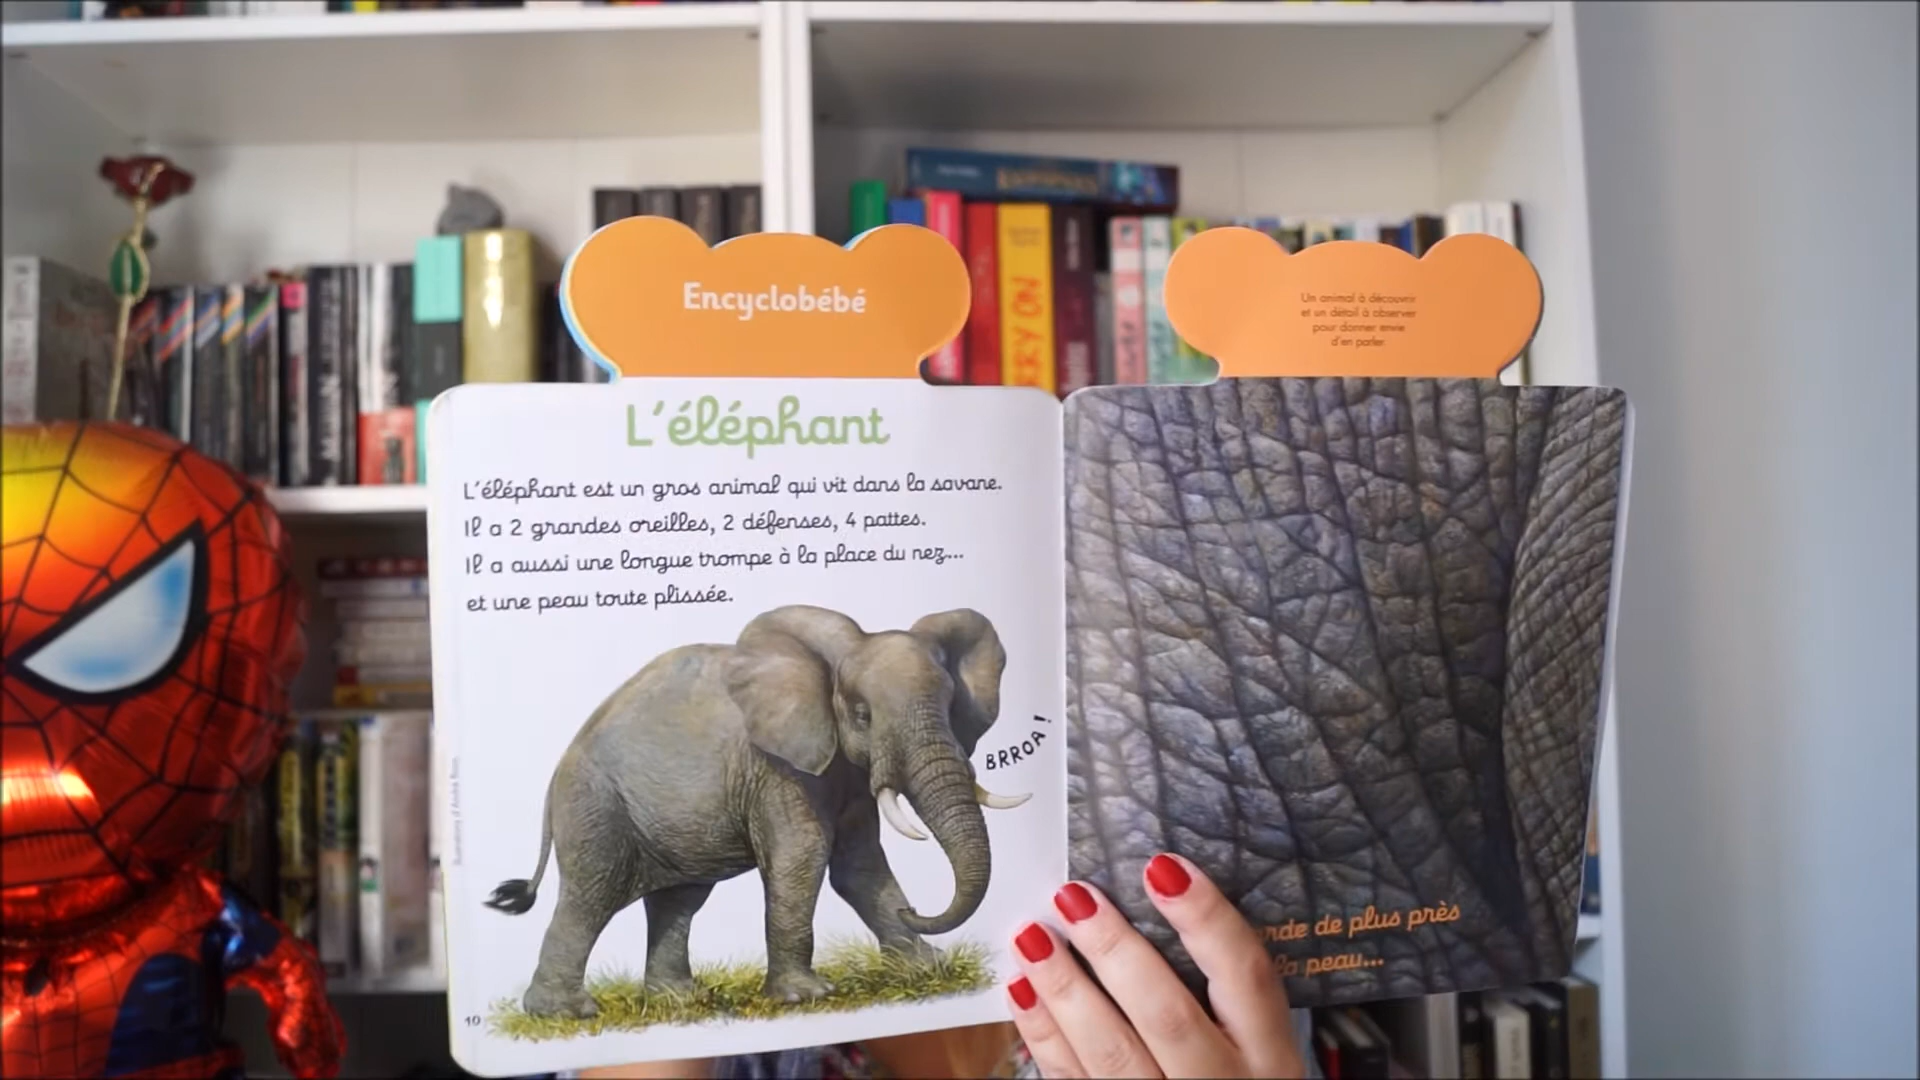 Encyclobébé
Un animal à découvrir
et un détail à observer
pour donner envie
d'en parler.
L'éléphant
L'éléphant est un gros animal qui vit dans la savane.
Il a 2 grandes oreilles, 2 défenses, 4 pattes.
Il a aussi une longue trompe à la place du nez...
et une peau toute plissée.
BRROA !
10
de plus près
la peau...